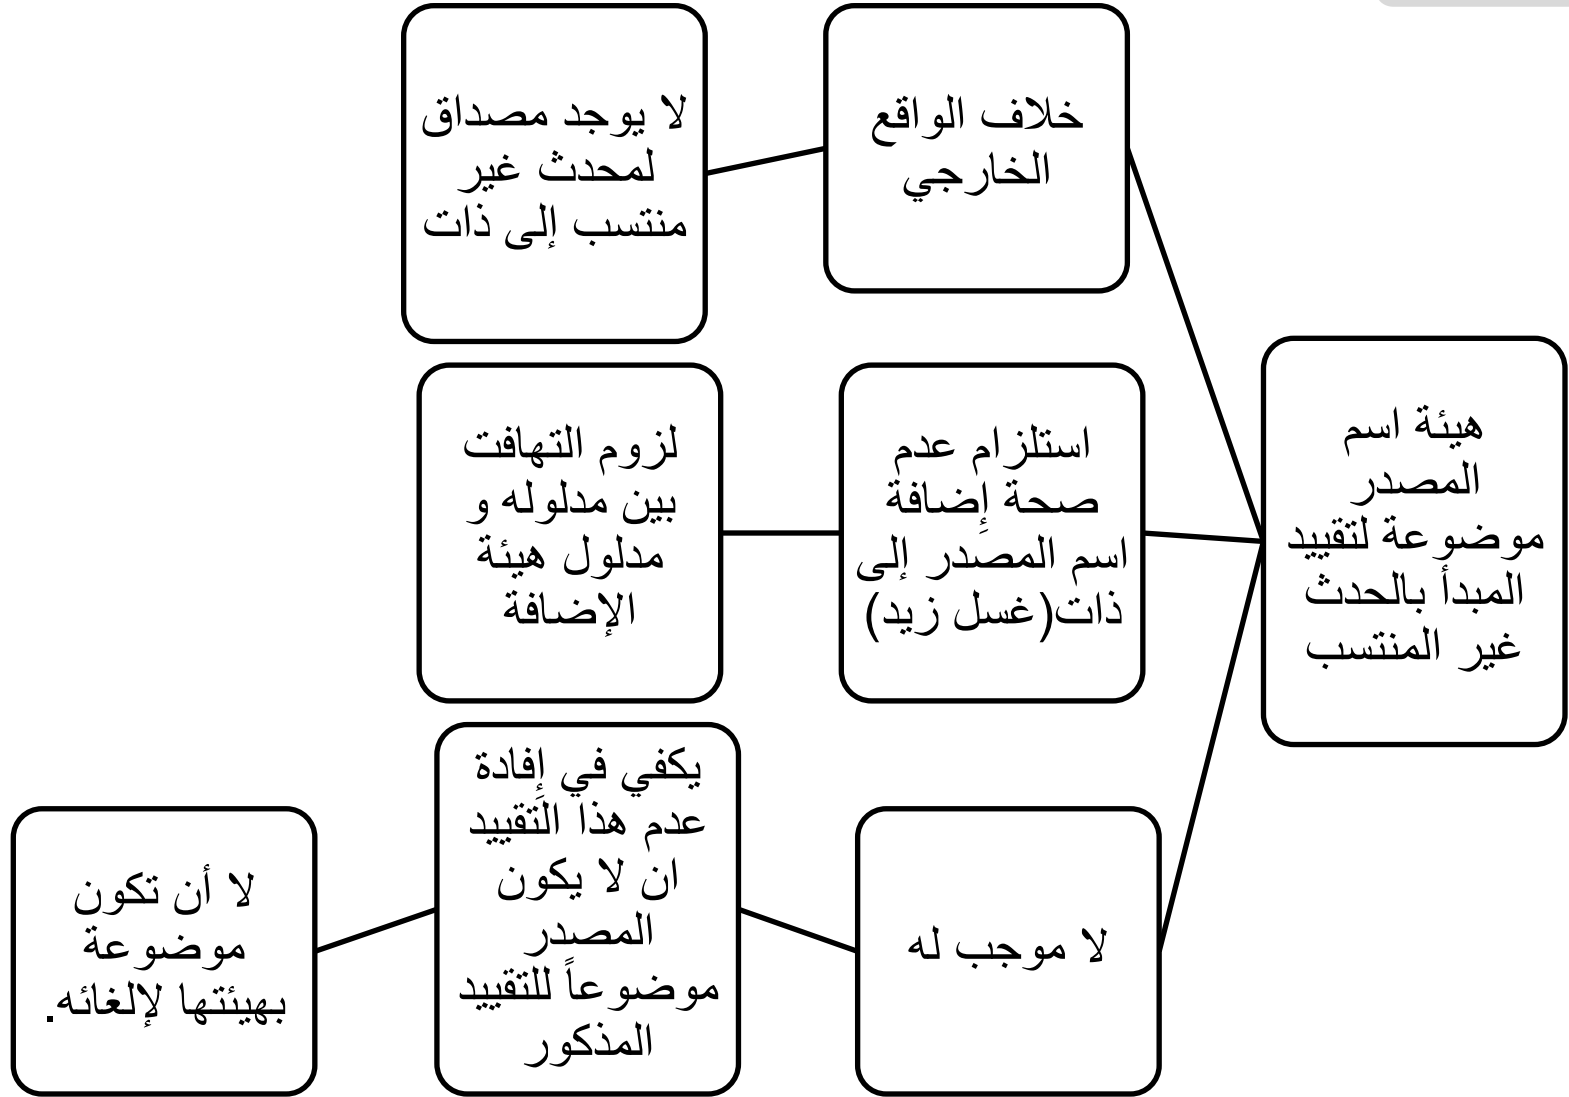 هيئة اسم
المصدر
موضوعة لتقييد
المبدأ بالحدث
غير المنتسب
خلاف الواقع
الخارجي
لا يوجد مصداق
لمحدث غير
منتسب إلى ذات
استلزام عدم
صحة إضافة
اسم المصدر إلى
ذات(غسل زيد)
لزوم التهافت
بين مدلوله و
مدلول هيئة
الإضافة
لا موجب له
يكفي في إفادة
عدم هذا التقييد
ان لا يكون
المصدر
موضوعاً للتقييد
المذكور
لا أن تكون
موضوعة
بهيئتها لإلغائه.